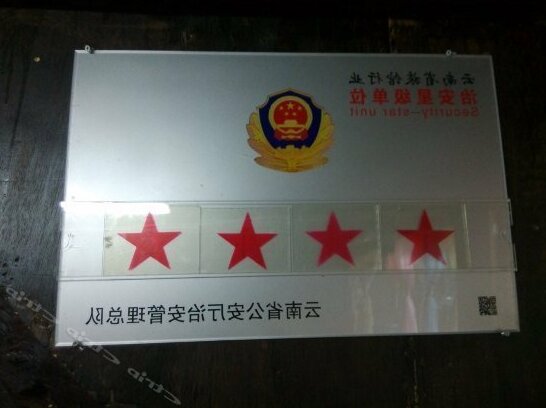 云南省旅馆行业
治安星级单位
Security--star unit
云南省公安厅治安管理总队
Ctrip